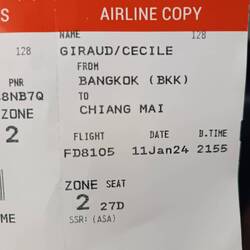 S
AIRLINE COPY
128
NAME
128
GIRAUD/CECILE
FROM
PNR
BANGKOK (BKK)
8NB7Q
TO
ZONE
CHIANG MAI
2
FLIGHT DATE B.TIME
FD8105 11Jan24 2155
ZONE SEAT
2 27D
ME
SSR: (ASA)